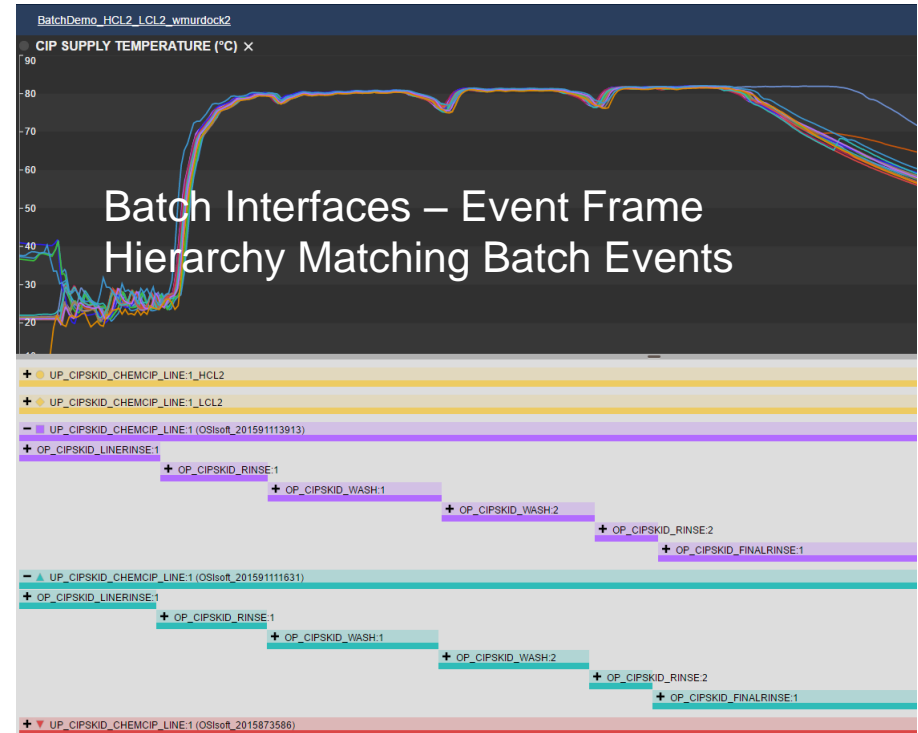 BatchDemo_HCL2_LCL2_wmurdock2
CIP SUPPLY TEMPERATURE (°C) ×
90
80
70
60
50
Batch Interfaces – Event Frame
40
Hierarchy Matching Batch Events
30
20
+ UP_CIPSKID_CHEMCIP_LINE:1_HCL2
+ UP_CIPSKID_CHEMCIP_LINE:1_LCL2
− UP_CIPSKID_CHEMCIP_LINE:1 (OSIsoft_201591113913)
+ OP_CIPSKID_LINERINSE:1
+ OP_CIPSKID_RINSE:1
+ OP_CIPSKID_WASH:1
+ OP_CIPSKID_WASH:2
+ OP_CIPSKID_RINSE:2
+ OP_CIPSKID_FINALRINSE:1
− UP_CIPSKID_CHEMCIP_LINE:1 (OSIsoft_201591111631)
+ OP_CIPSKID_LINERINSE:1
+ OP_CIPSKID_RINSE:1
+ OP_CIPSKID_WASH:1
+ OP_CIPSKID_WASH:2
+ OP_CIPSKID_RINSE:2
+ OP_CIPSKID_FINALRINSE:1
+ UP_CIPSKID_CHEMCIP_LINE:1 (OSIsoft_2015873586)